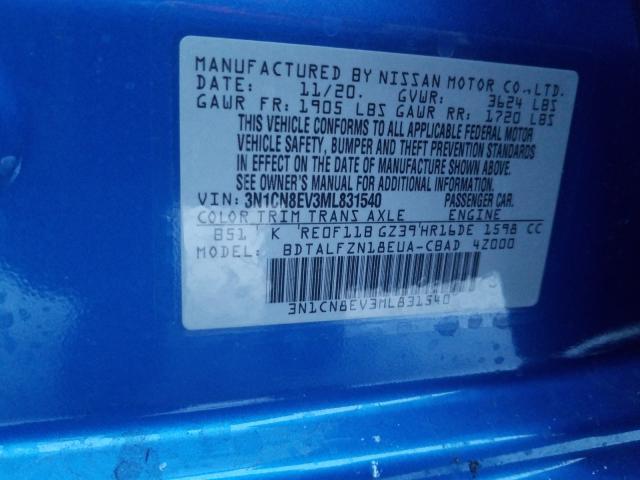 MANUFACTURED BY NISSAN MOTOR CO., LTD.
DATE: 11/20. GVWR: 3624 LBS
GAWR FR: 1905 LBS GAWR RR: 1720 LBS
THIS VEHICLE CONFORMS TO ALL APPLICABLE FEDERAL MOTOR
VEHICLE SAFETY, BUMPER AND THEFT PREVENTION STANDARDS
IN EFFECT ON THE DATE OF MANUFACTURE SHOWN ABOVE.
SEE OWNER'S MANUAL FOR ADDITIONAL INFORMATION.
VIN: 3N1CN8EV3ML831540 PASSENGER CAR.
COLOR TRIM TRANS AXLE ENGINE
B51 K RE0F11B GZ39 HR16DE 1598 CC
MODEL: BDTALFZN18EUA-CBAD 4Z000
3N1CN8EV3ML831540